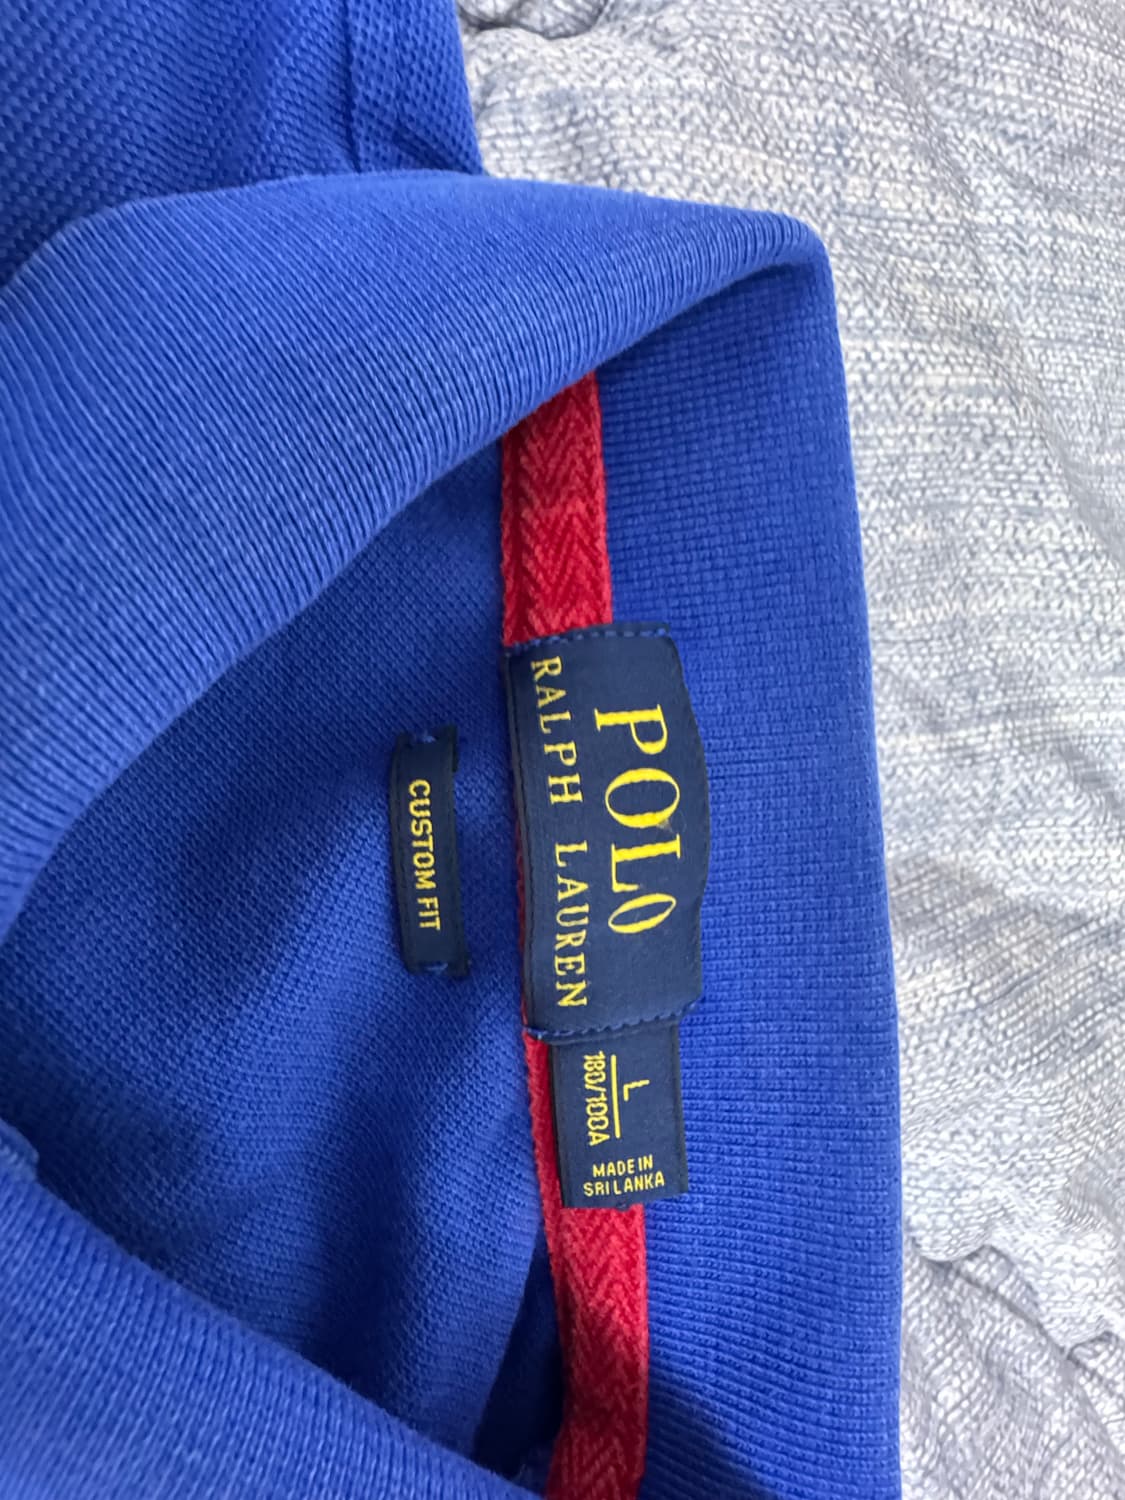 POLO
RALPH LAUREN
CUSTOM FIT
L
180/100A
MADE IN
SRI LANKA